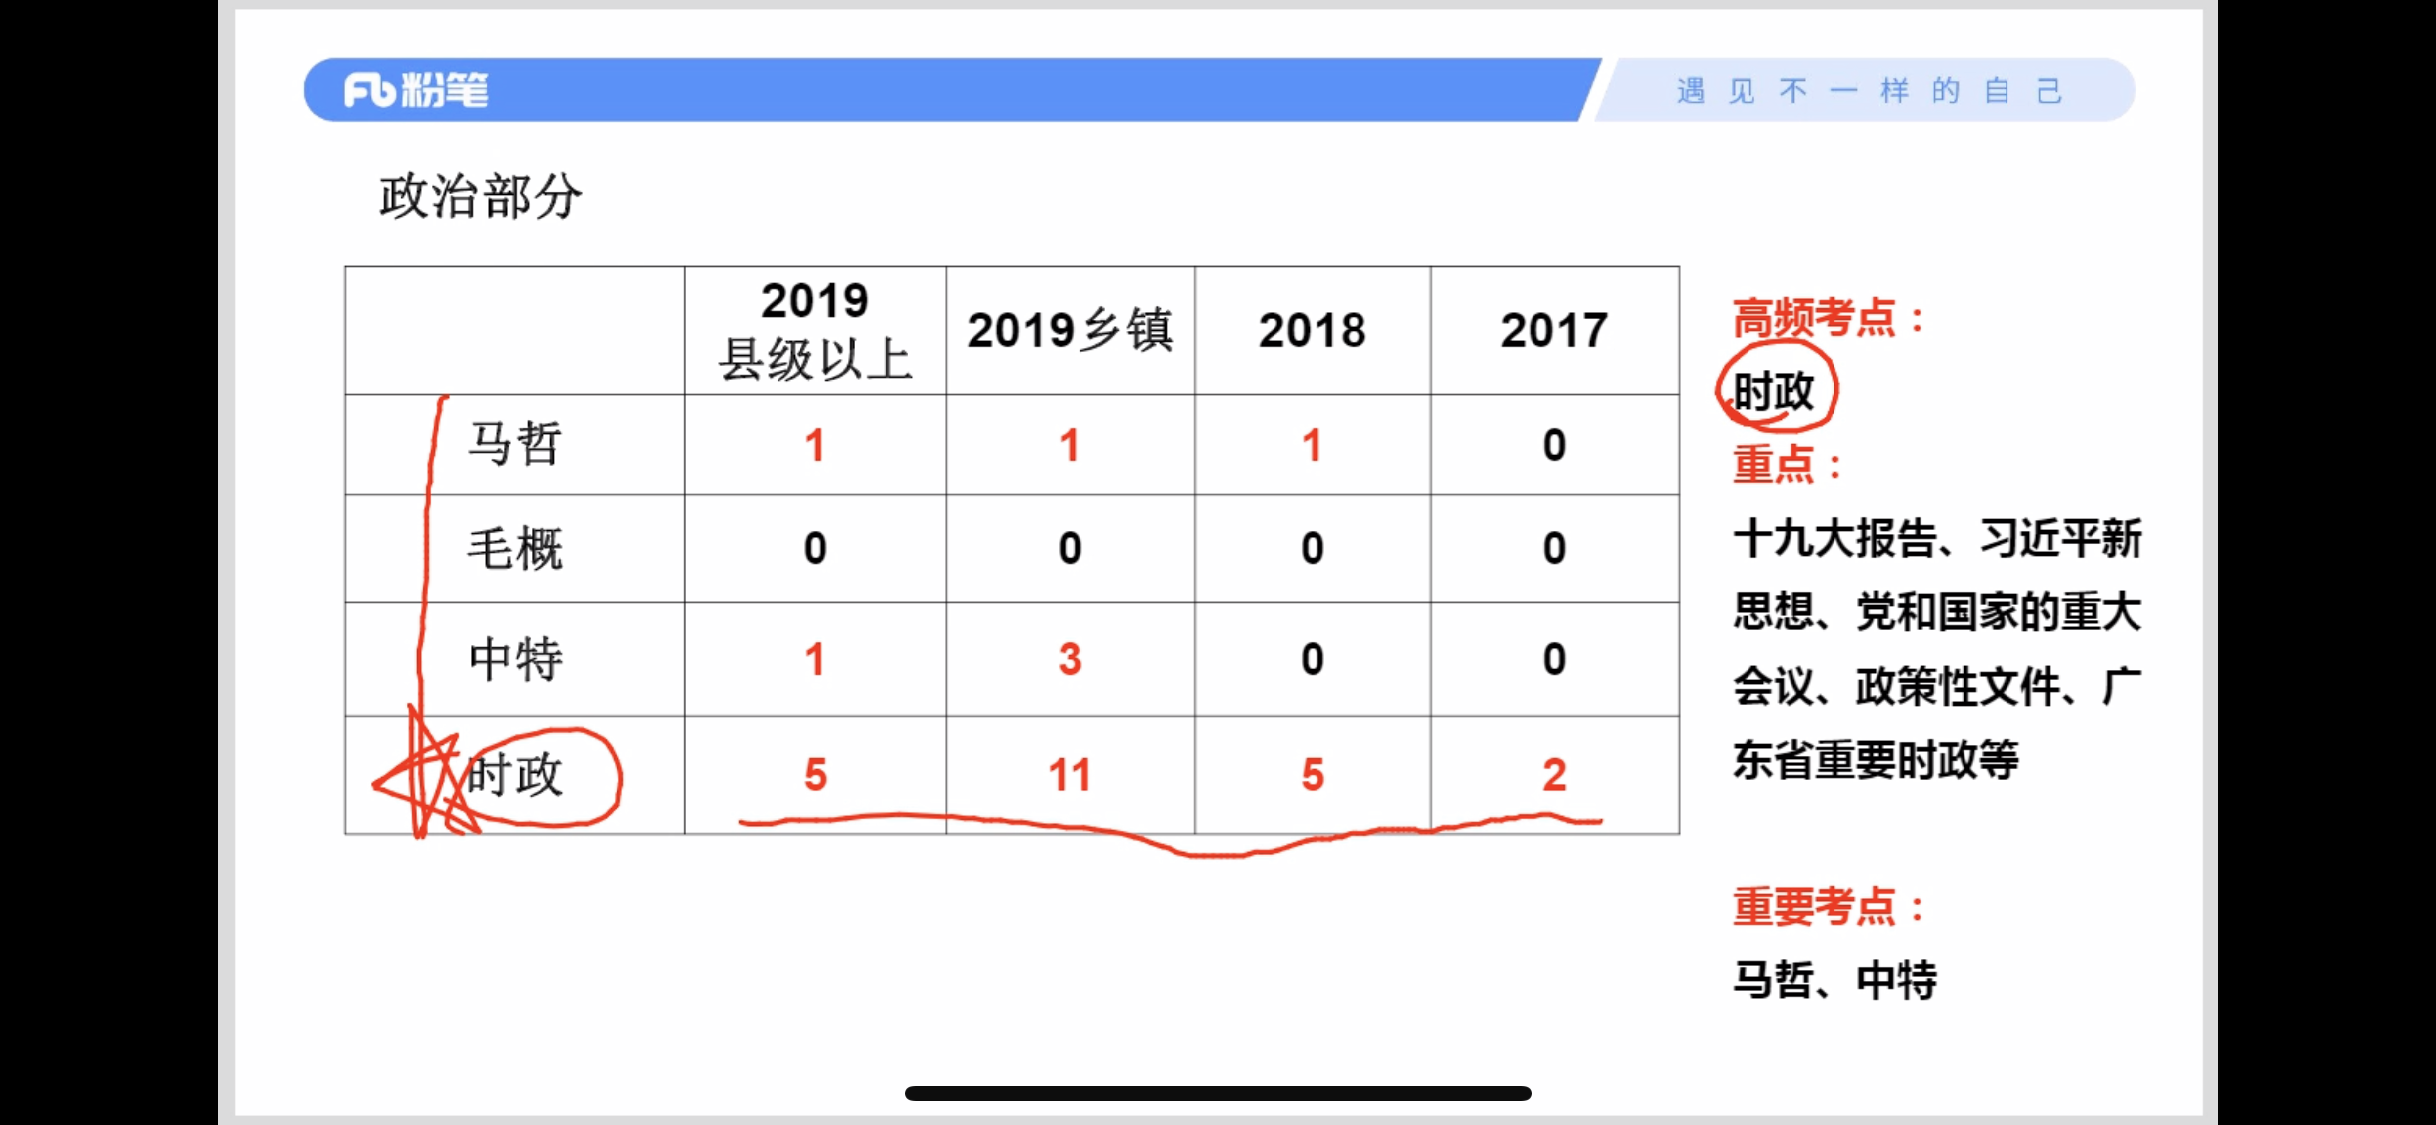 粉笔
遇见不一样的自己
政治部分
2019
县级以上
2019乡镇
2018
2017
马哲 1 1 1 0
毛概 0 0 0 0
中特 1 3 0 0
时政 5 11 5 2
高频考点：
时政
重点：
十九大报告、习近平新
思想、党和国家的重大
会议、政策性文件、广
东省重要时政等
重要考点：
马哲、中特